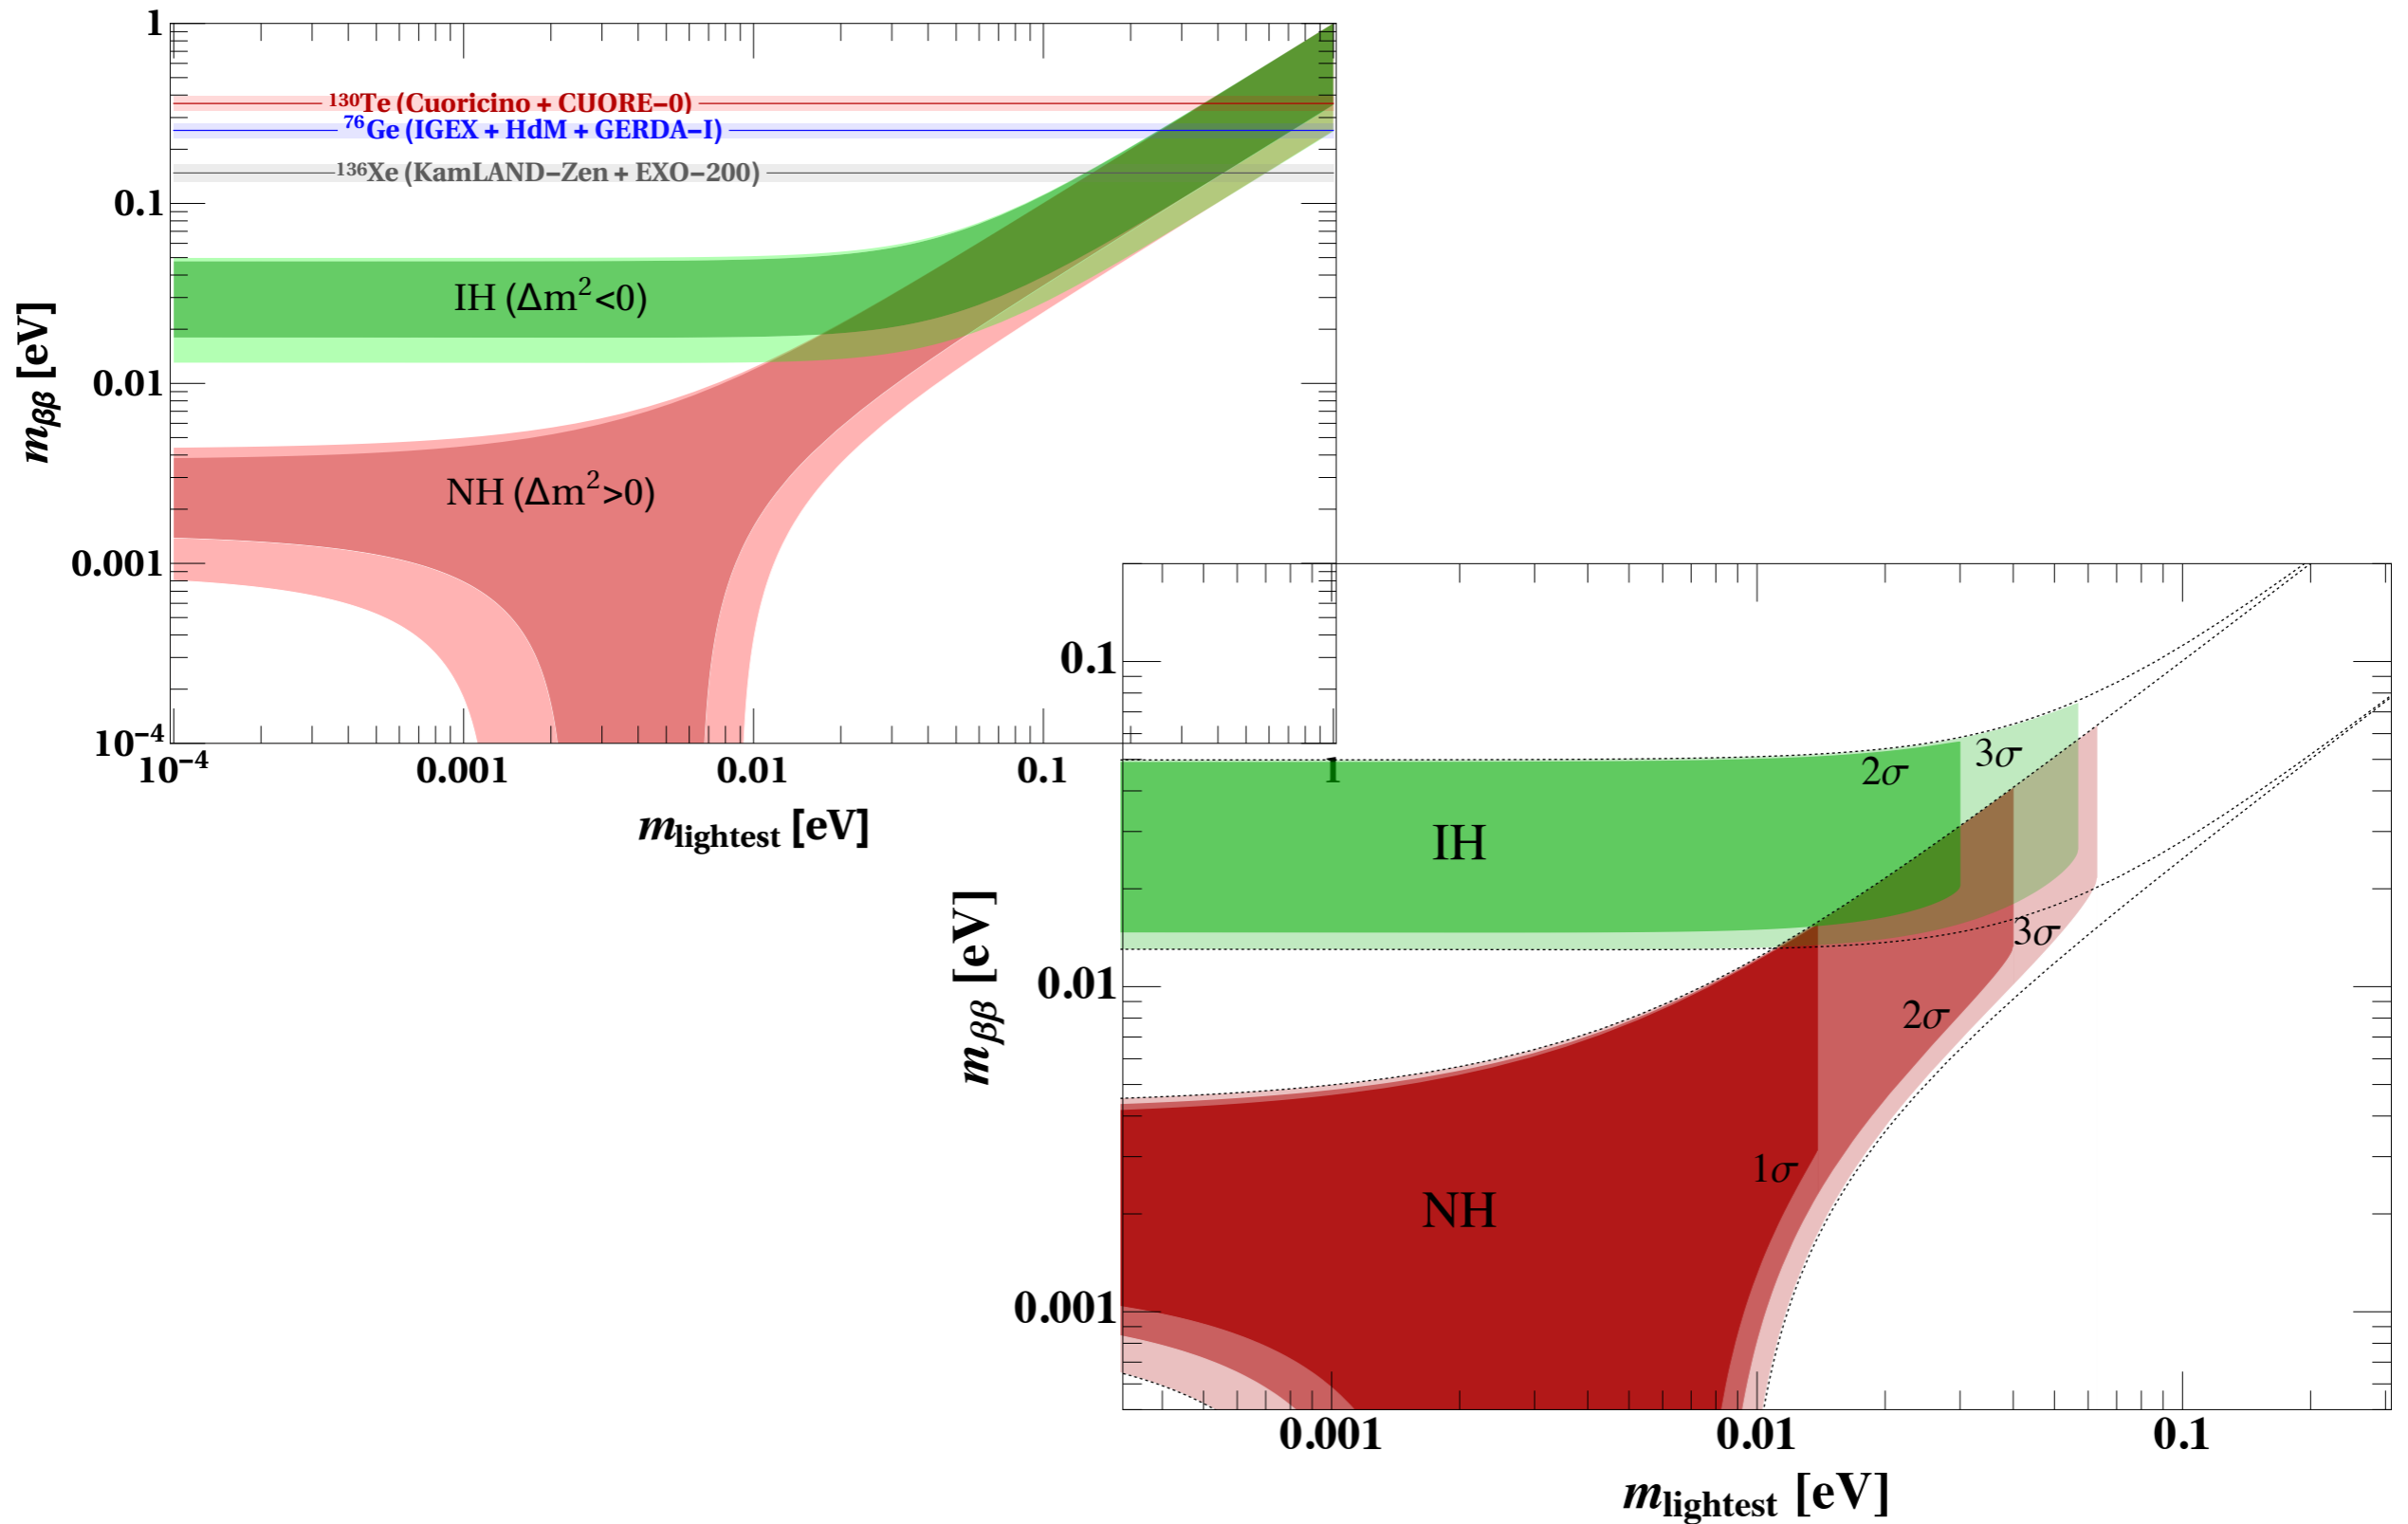 1
¹³⁰Te (Cuoricino + CUORE−0)
⁷⁶Ge (IGEX + HdM + GERDA−I)
¹³⁶Xe (KamLAND−Zen + EXO−200)
0.1
IH (Δm²<0)
mββ [eV]
0.01
NH (Δm²>0)
0.001
10⁻⁴
10⁻⁴ 0.001 0.01 0.1 1
mlightest [eV]
0.1
3σ
2σ
IH
3σ
mββ [eV]
0.01
2σ
1σ
NH
0.001
0.001 0.01 0.1
mlightest [eV]